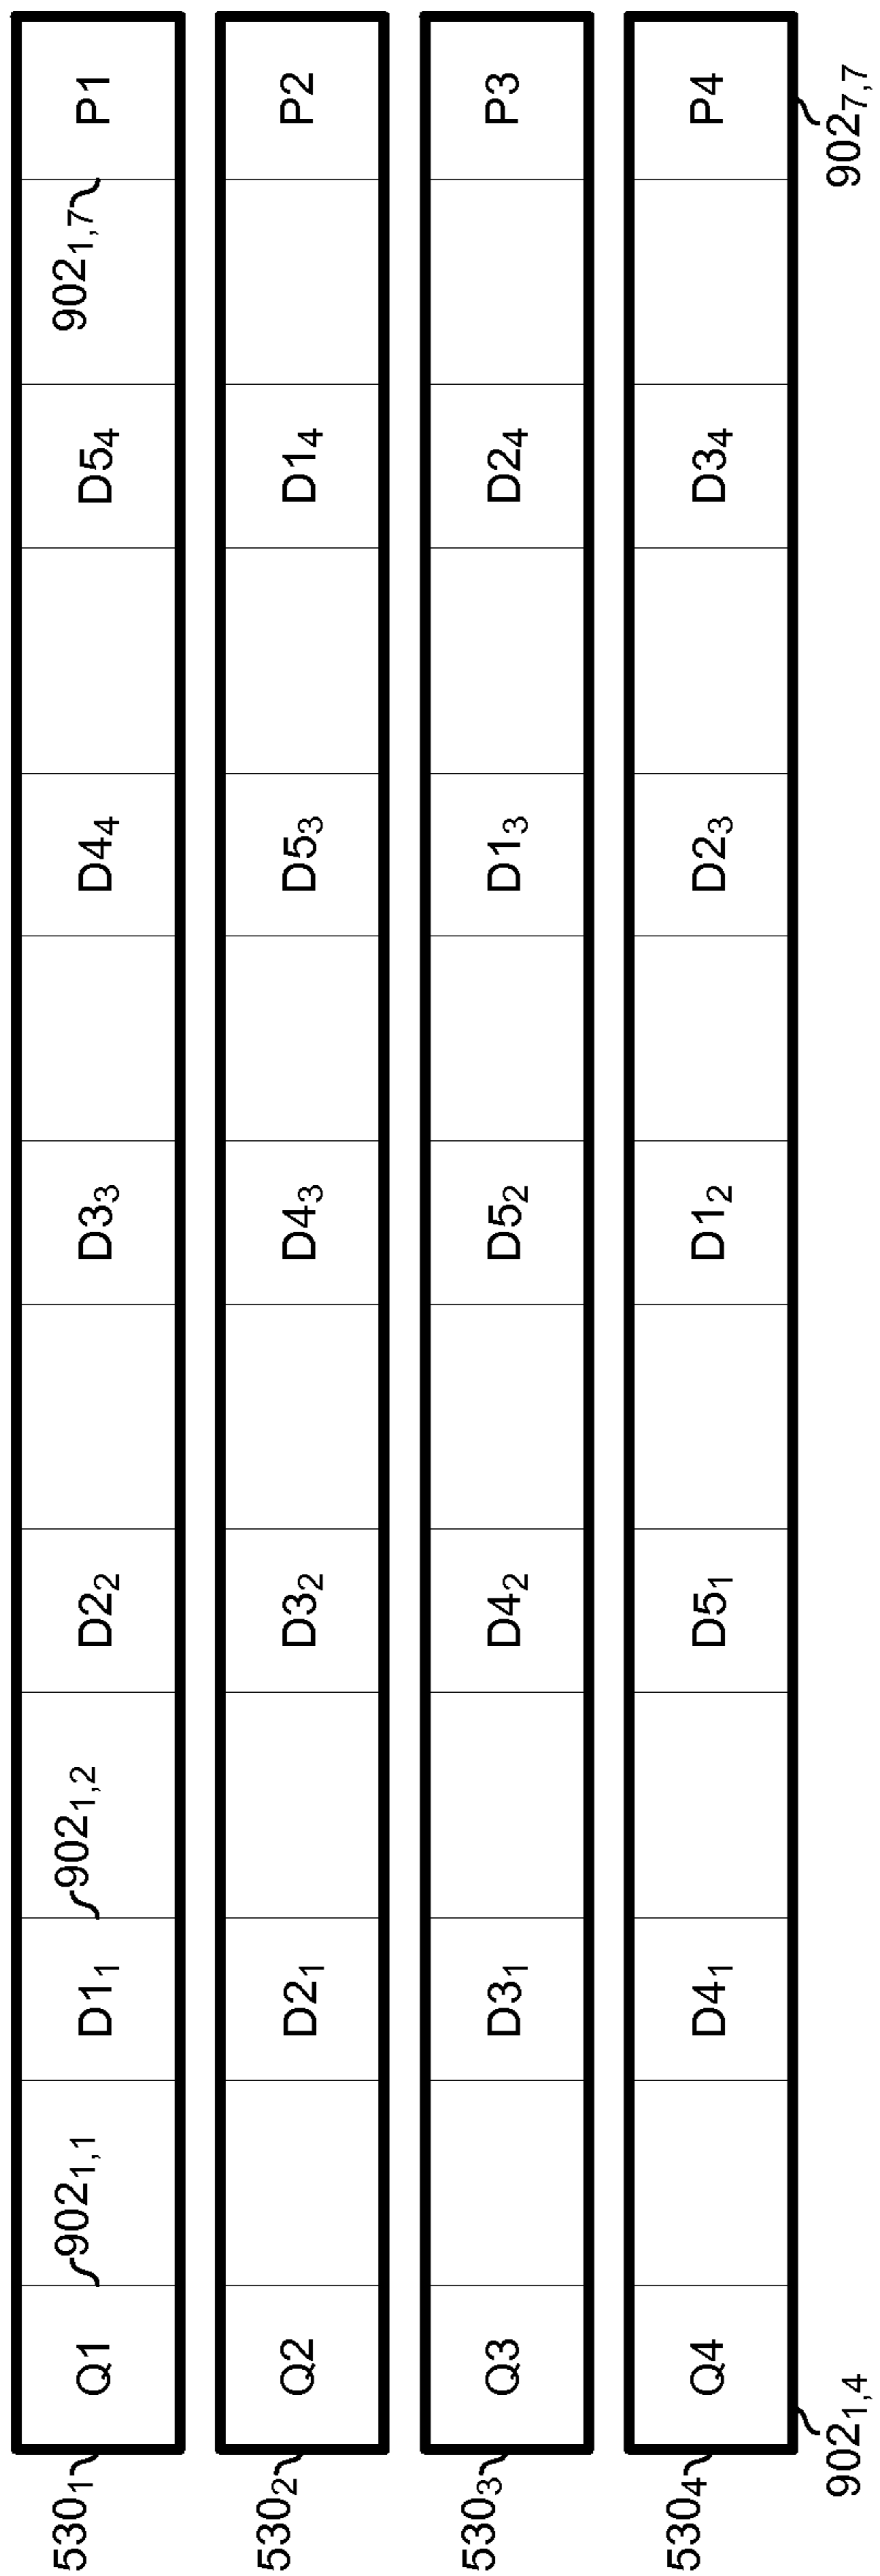 530₁ Q1 902₁,₁ D1₁ 902₁,₂ D2₂ D3₃ D4₄ D5₄ 902₁,₇ P1
530₂ Q2 D2₁ D3₂ D4₃ D5₃ D1₄ P2
530₃ Q3 D3₁ D4₂ D5₂ D1₃ D2₄ P3
530₄ Q4 D4₁ D5₁ D1₂ D2₃ D3₄ P4
902₁,₄ 902₇,₇